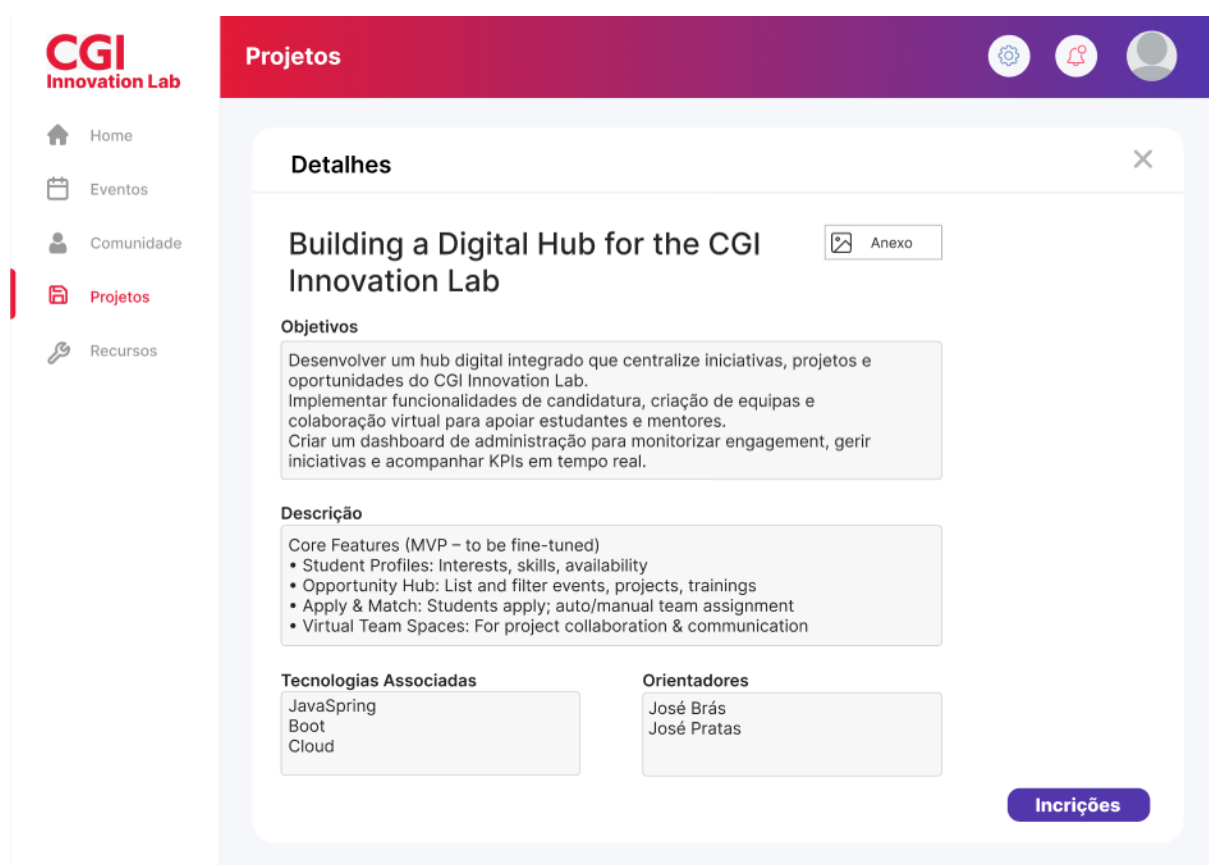 CGI
Innovation Lab
Projetos
Home
Eventos
Comunidade
Projetos
Recursos
Detalhes
Building a Digital Hub for the CGI
Innovation Lab
Anexo
Objetivos
Desenvolver um hub digital integrado que centralize iniciativas, projetos e
oportunidades do CGI Innovation Lab.
Implementar funcionalidades de candidatura, criação de equipas e
colaboração virtual para apoiar estudantes e mentores.
Criar um dashboard de administração para monitorizar engagement, gerir
iniciativas e acompanhar KPIs em tempo real.
Descrição
Core Features (MVP – to be fine-tuned)
• Student Profiles: Interests, skills, availability
• Opportunity Hub: List and filter events, projects, trainings
• Apply & Match: Students apply; auto/manual team assignment
• Virtual Team Spaces: For project collaboration & communication
Tecnologias Associadas
JavaSpring
Boot
Cloud
Orientadores
José Brás
José Pratas
Incrições